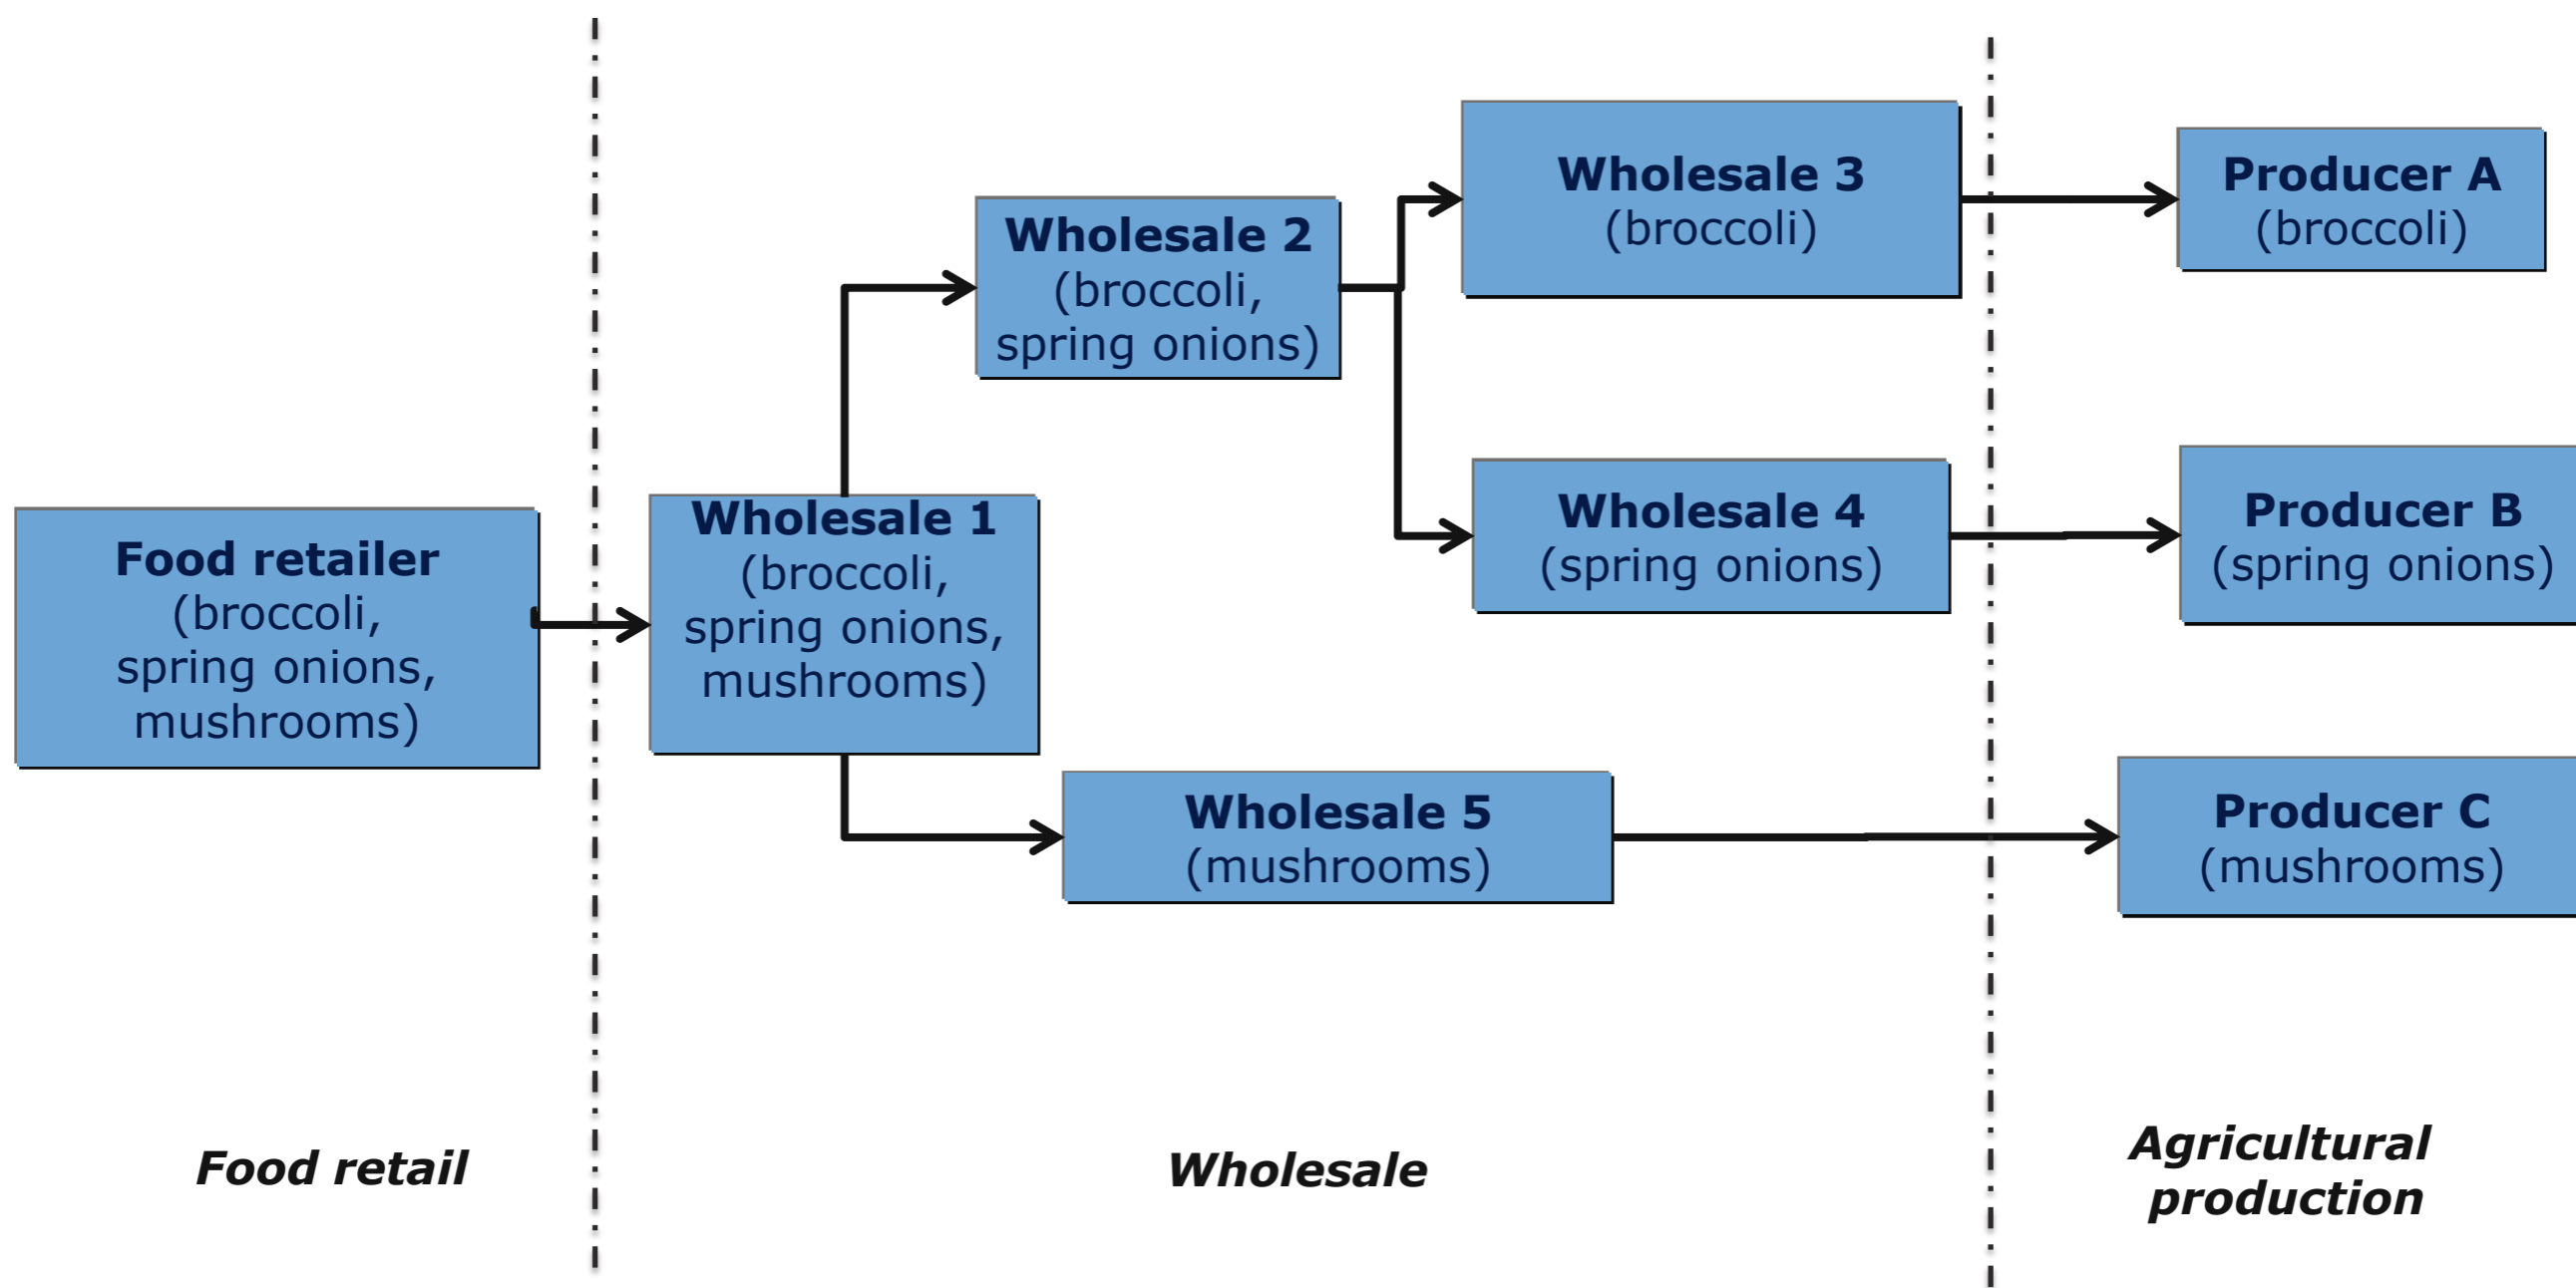 Food retailer
(broccoli,
spring onions,
mushrooms)
Wholesale 1
(broccoli,
spring onions,
mushrooms)
Wholesale 2
(broccoli,
spring onions)
Wholesale 3
(broccoli)
Wholesale 4
(spring onions)
Wholesale 5
(mushrooms)
Producer A
(broccoli)
Producer B
(spring onions)
Producer C
(mushrooms)
Food retail
Wholesale
Agricultural
production